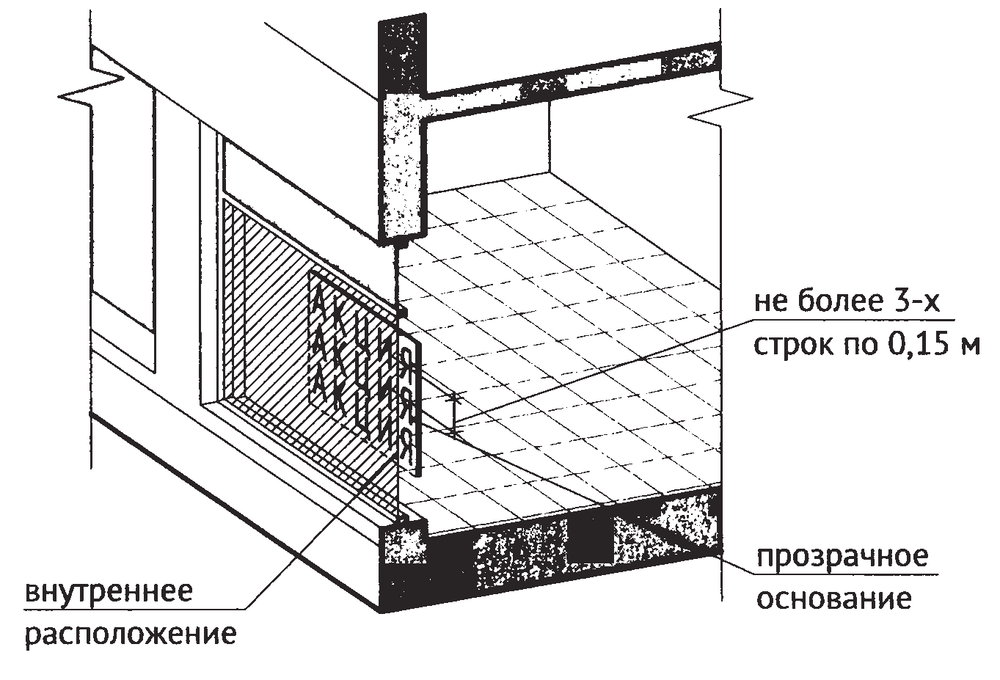 АКЦИЯ
АКЦИЯ
АКЦИЯ
не более 3-х
строк по 0,15 м
прозрачное
основание
внутреннее
расположение